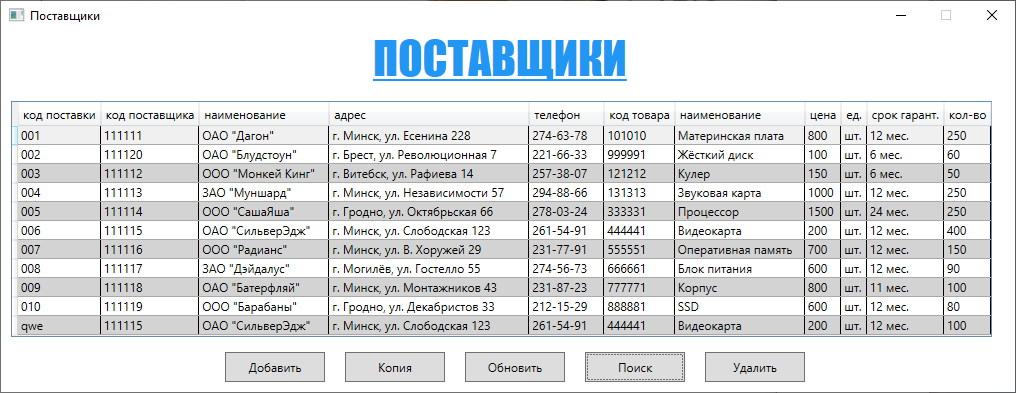 Поставщики
ПОСТАВЩИКИ
код поставки код поставщика наименование адрес телефон код товара наименование цена ед. срок гарант. кол-во
001 111111 ОАО "Дагон" г. Минск, ул. Есенина 228 274-63-78 101010 Материнская плата 800 шт. 12 мес. 250
002 111120 ОАО "Блудстоун" г. Брест, ул. Революционная 7 221-66-33 999991 Жёсткий диск 100 шт. 6 мес. 60
003 111112 ООО "Монкей Кинг" г. Витебск, ул. Рафиева 14 257-38-07 121212 Кулер 150 шт. 6 мес. 50
004 111113 ЗАО "Муншард" г. Минск, ул. Независимости 57 294-88-66 131313 Звуковая карта 1000 шт. 12 мес. 250
005 111114 ООО "СашаЯша" г. Гродно, ул. Октябрьская 66 278-03-24 333331 Процессор 1500 шт. 24 мес. 250
006 111115 ОАО "СильверЭдж" г. Минск, ул. Слободская 123 261-54-91 444441 Видеокарта 200 шт. 12 мес. 400
007 111116 ООО "Радианс" г. Минск, ул. В. Хоружей 29 231-77-91 555551 Оперативная память 700 шт. 12 мес. 150
008 111117 ЗАО "Дэйдалус" г. Могилёв, ул. Гостелло 55 274-56-73 666661 Блок питания 600 шт. 12 мес. 90
009 111118 ОАО "Батерфляй" г. Минск, ул. Монтажников 43 231-87-23 777771 Корпус 800 шт. 11 мес. 100
010 111119 ООО "Барабаны" г. Гродно, ул. Декабристов 33 212-15-29 888881 SSD 600 шт. 12 мес. 80
qwe 111115 ОАО "СильверЭдж" г. Минск, ул. Слободская 123 261-54-91 444441 Видеокарта 200 шт. 12 мес. 100
Добавить Копия Обновить Поиск Удалить